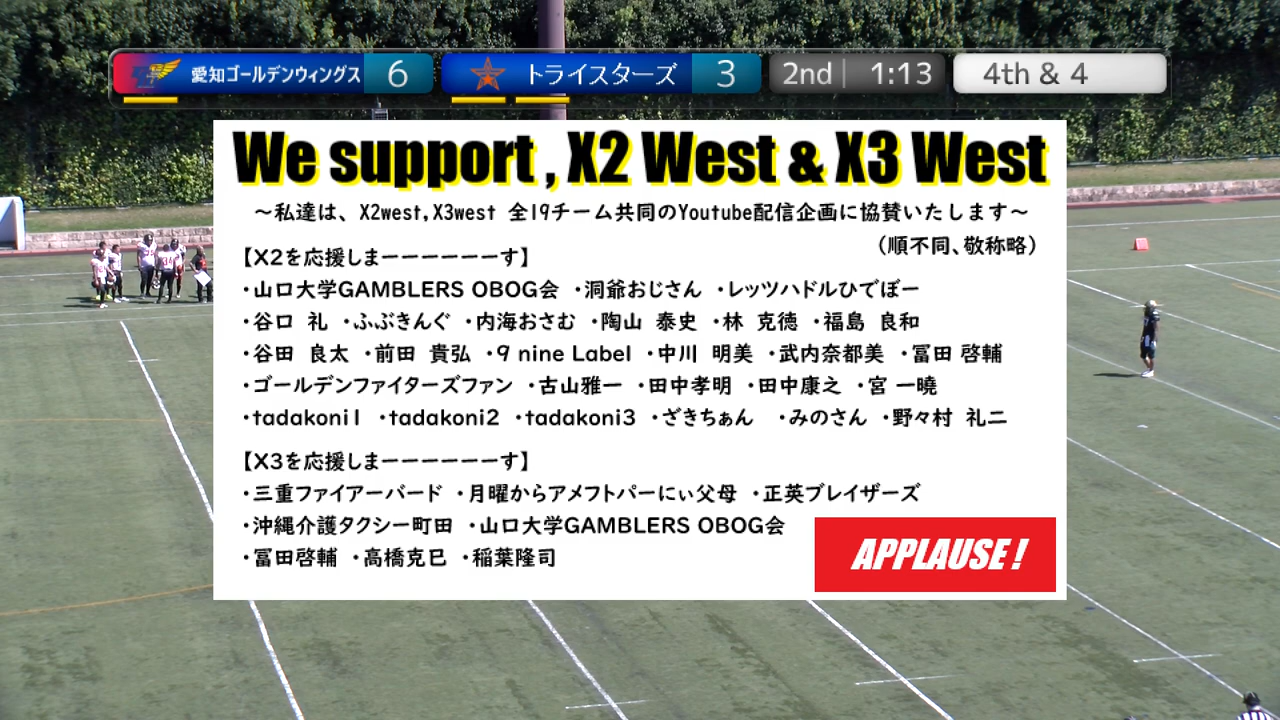 愛知ゴールデンウィングス 6 トライスターズ 3 2nd 1:13 4th & 4
We support , X2 West & X3 West
～私達は、X2west,X3west 全19チーム共同のYoutube配信企画に協賛いたします～
（順不同、敬称略）
【X2を応援しまーーーーーーす】
・山口大学GAMBLERS OBOG会 ・洞爺おじさん ・レッツハドルひでぼー
・谷口 礼 ・ふぶきんぐ ・内海おさむ ・陶山 泰史 ・林 克徳 ・福島 良和
・谷田 良太 ・前田 貴弘 ・9 nine Label ・中川 明美 ・武内奈都美 ・冨田 啓輔
・ゴールデンファイターズファン ・古山雅一 ・田中孝明 ・田中康之 ・宮 一曉
・tadakoni1 ・tadakoni2 ・tadakoni3 ・ざきちぁん ・みのさん ・野々村 礼二
【X3を応援しまーーーーーーす】
・三重ファイアーバード ・月曜からアメフトパーにぃ父母 ・正英ブレイザーズ
・沖縄介護タクシー町田 ・山口大学GAMBLERS OBOG会
・冨田啓輔 ・高橋克巳 ・稲葉隆司
APPLAUSE !